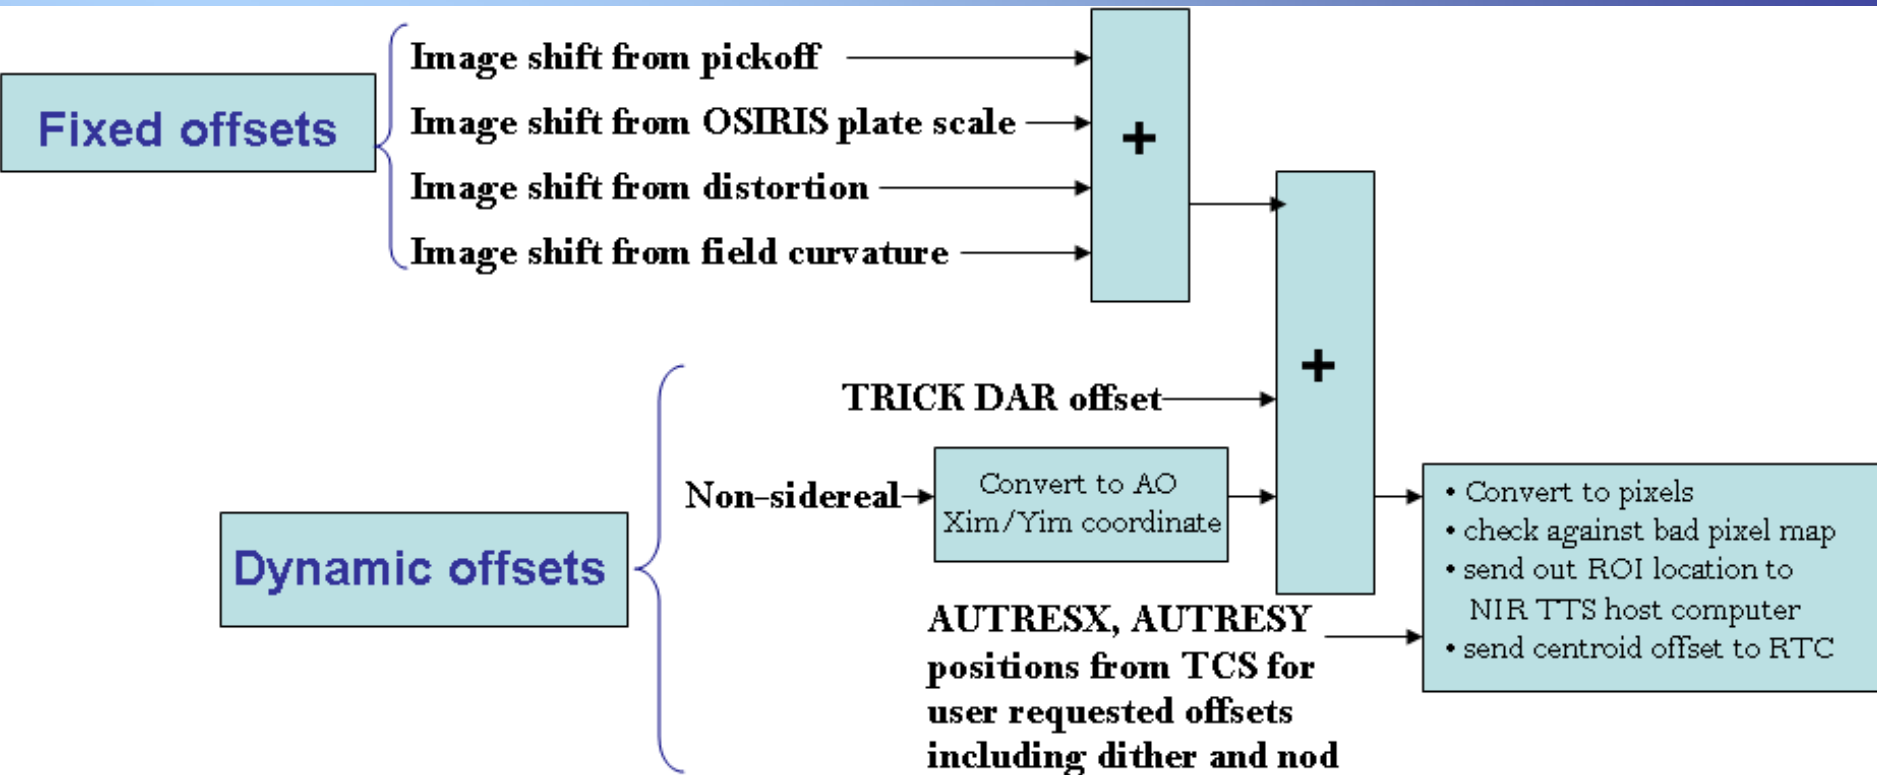 Fixed offsets
Image shift from pickoff
Image shift from OSIRIS plate scale
Image shift from distortion
Image shift from field curvature
+
+
Dynamic offsets
TRICK DAR offset
Non-sidereal
Convert to AO
Xim/Yim coordinate
AUTRESX, AUTRESY
positions from TCS for
user requested offsets
including dither and nod
• Convert to pixels
• check against bad pixel map
• send out ROI location to
NIR TTS host computer
• send centroid offset to RTC